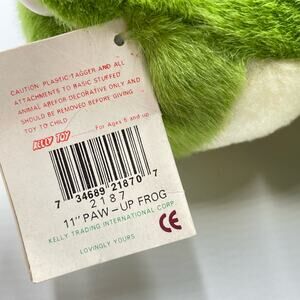 CAUTION PLASTIC TAGGER AND ALL
ATTACHMENTS TO BASIC STUFFED
ANIMAL ARE FOR DECORATIVE ONLY AND
SHOULD BE REMOVED BEFORE GIVING
TOY TO CHILD
For Ages 5 and up
KELLY TOY
7 34689 21870 7
2187
11" PAW-UP FROG
KELLY TRADING INTERNATIONAL CORP.
CE
LOVINGLY YOURS